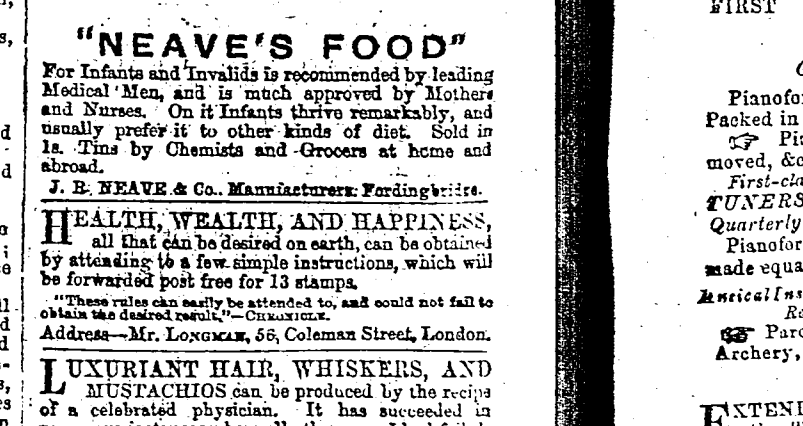 "NEAVE'S FOOD"
For Infants and Invalids is recommended by leading
Medical Men, and is much approved by Mothers
and Nurses. On it Infants thrive remarkably, and
usually prefer it to other kinds of diet. Sold in
1s. Tins by Chemists and Grocers at home and
abroad.
J. R. NEAVE & Co., Manufacturers: Fordingbridge.
HEALTH, WEALTH, AND HAPPINESS,
all that can be desired on earth, can be obtained
by attending to a few simple instructions, which will
be forwarded post free for 13 stamps.
"These rules can easily be attended to, and could not fail to
obtain the desired result."—CHRONICLE.
Address—Mr. LONGMAN, 56, Coleman Street, London.
LUXURIANT HAIR, WHISKERS, AND
MUSTACHIOS can be produced by the recipe
of a celebrated physician. It has succeeded in
FIRST
Pianofo
Packed in
☞ Pi
moved, &c
First-cla
TUNERS
Quarterly
Pianofor
made equa
Musical Ins
☞ Parc
Archery,
EXTEN